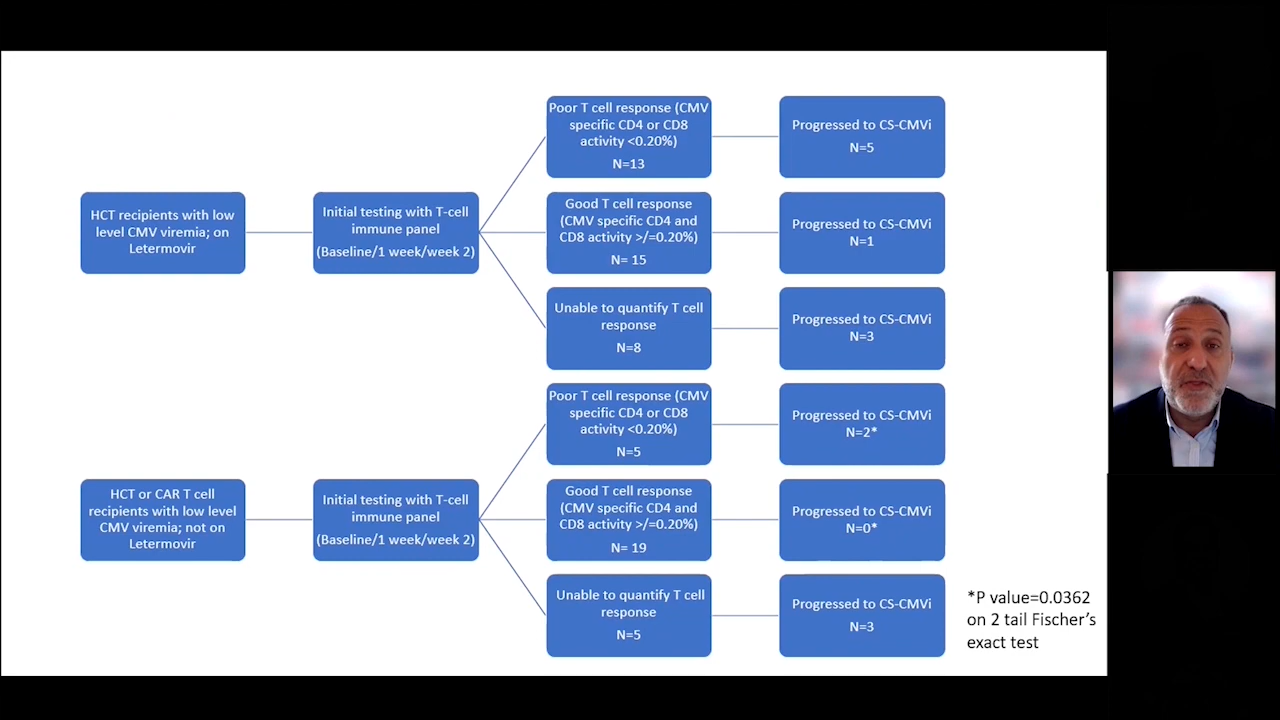 HCT recipients with low
level CMV viremia; on
Letermovir
Initial testing with T-cell
immune panel
(Baseline/1 week/week 2)
Poor T cell response (CMV
specific CD4 or CD8
activity <0.20%)
N=13
Progressed to CS-CMVi
N=5
Good T cell response
(CMV specific CD4 and
CD8 activity >/=0.20%)
N= 15
Progressed to CS-CMVi
N=1
Unable to quantify T cell
response
N=8
Progressed to CS-CMVi
N=3
HCT or CAR T cell
recipients with low level
CMV viremia; not on
Letermovir
Initial testing with T-cell
immune panel
(Baseline/1 week/week 2)
Poor T cell response (CMV
specific CD4 or CD8
activity <0.20%)
N=5
Progressed to CS-CMVi
N=2*
Good T cell response
(CMV specific CD4 and
CD8 activity >/=0.20%)
N= 19
Progressed to CS-CMVi
N=0*
Unable to quantify T cell
response
N=5
Progressed to CS-CMVi
N=3
*P value=0.0362
on 2 tail Fischer's
exact test